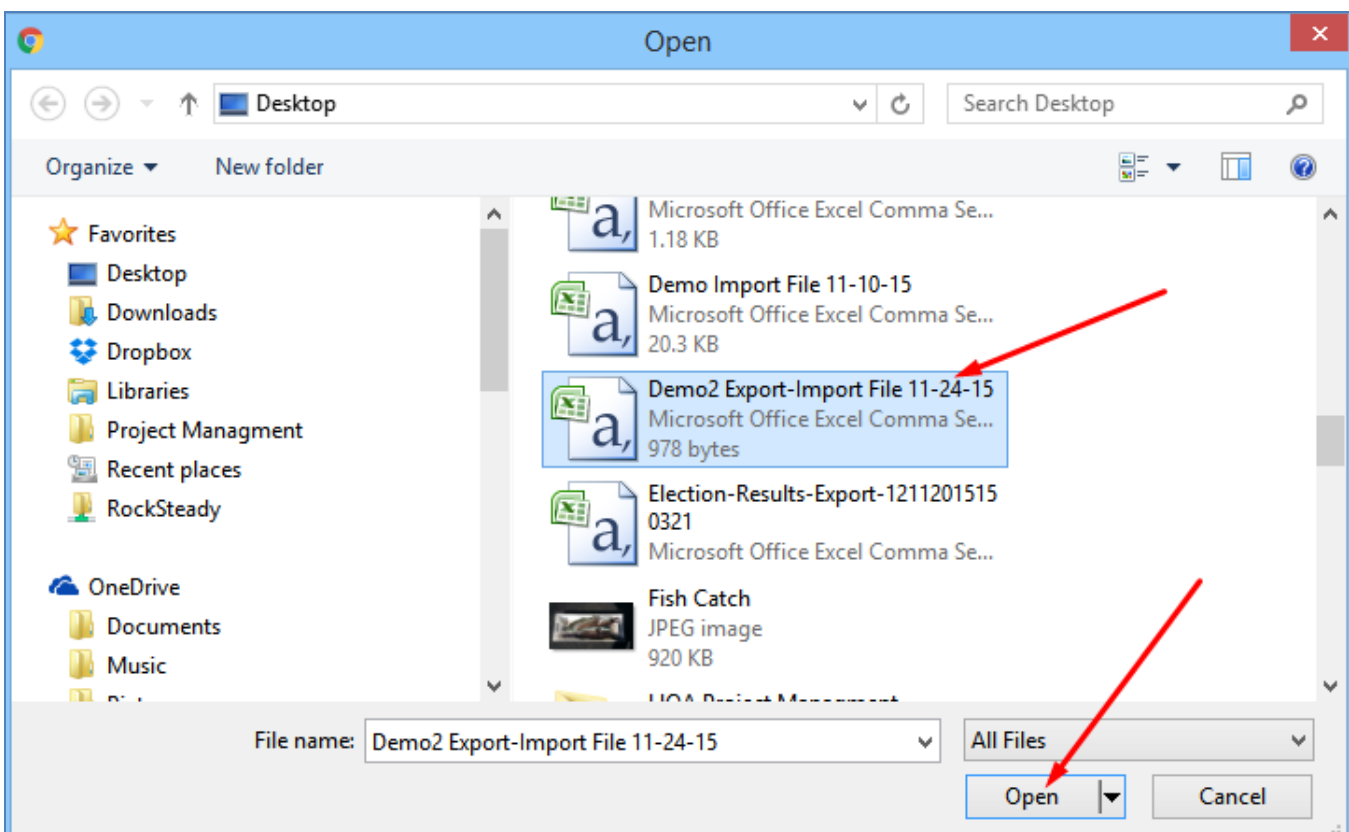 Open
Desktop
Search Desktop
Organize
New folder
Favorites
Desktop
Downloads
Dropbox
Libraries
Project Managment
Recent places
RockSteady
OneDrive
Documents
Music
Microsoft Office Excel Comma Se...
1.18 KB
Demo Import File 11-10-15
Microsoft Office Excel Comma Se...
20.3 KB
Demo2 Export-Import File 11-24-15
Microsoft Office Excel Comma Se...
978 bytes
Election-Results-Export-1211201515
0321
Microsoft Office Excel Comma Se...
Fish Catch
JPEG image
920 KB
File name: Demo2 Export-Import File 11-24-15
All Files
Open
Cancel